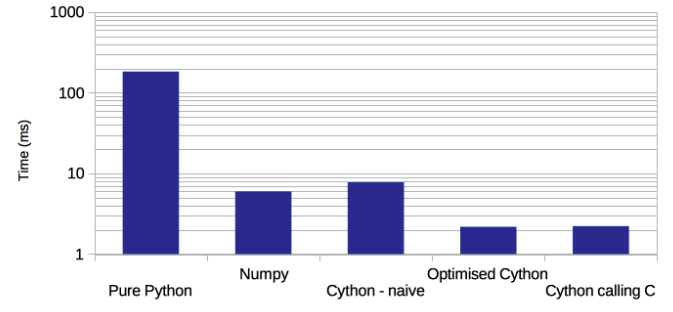 1000
100
10
1
Time (ms)
Numpy
Optimised Cython
Pure Python
Cython - naive
Cython calling C